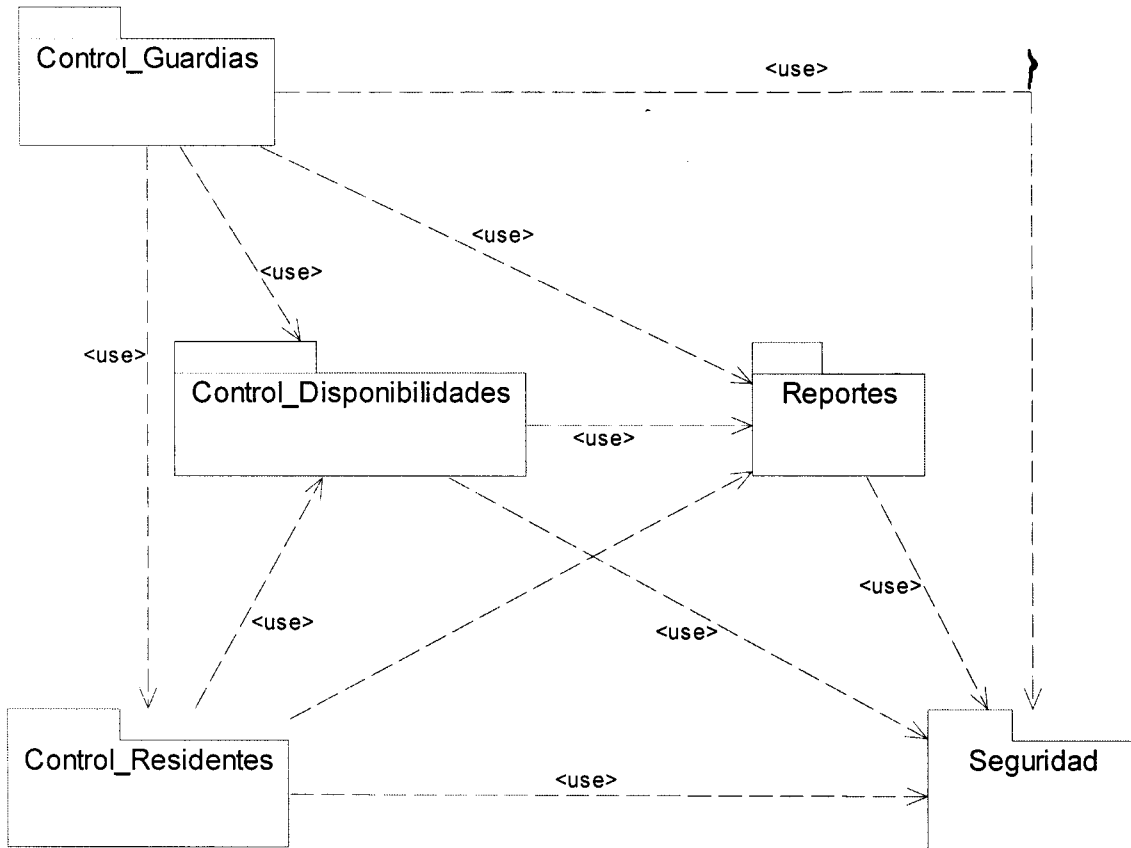 Control_Guardias
<use>
<use>
<use>
<use>
Control_Disponibilidades
Reportes
<use>
<use>
<use>
<use>
Control_Residentes
Seguridad
<use>